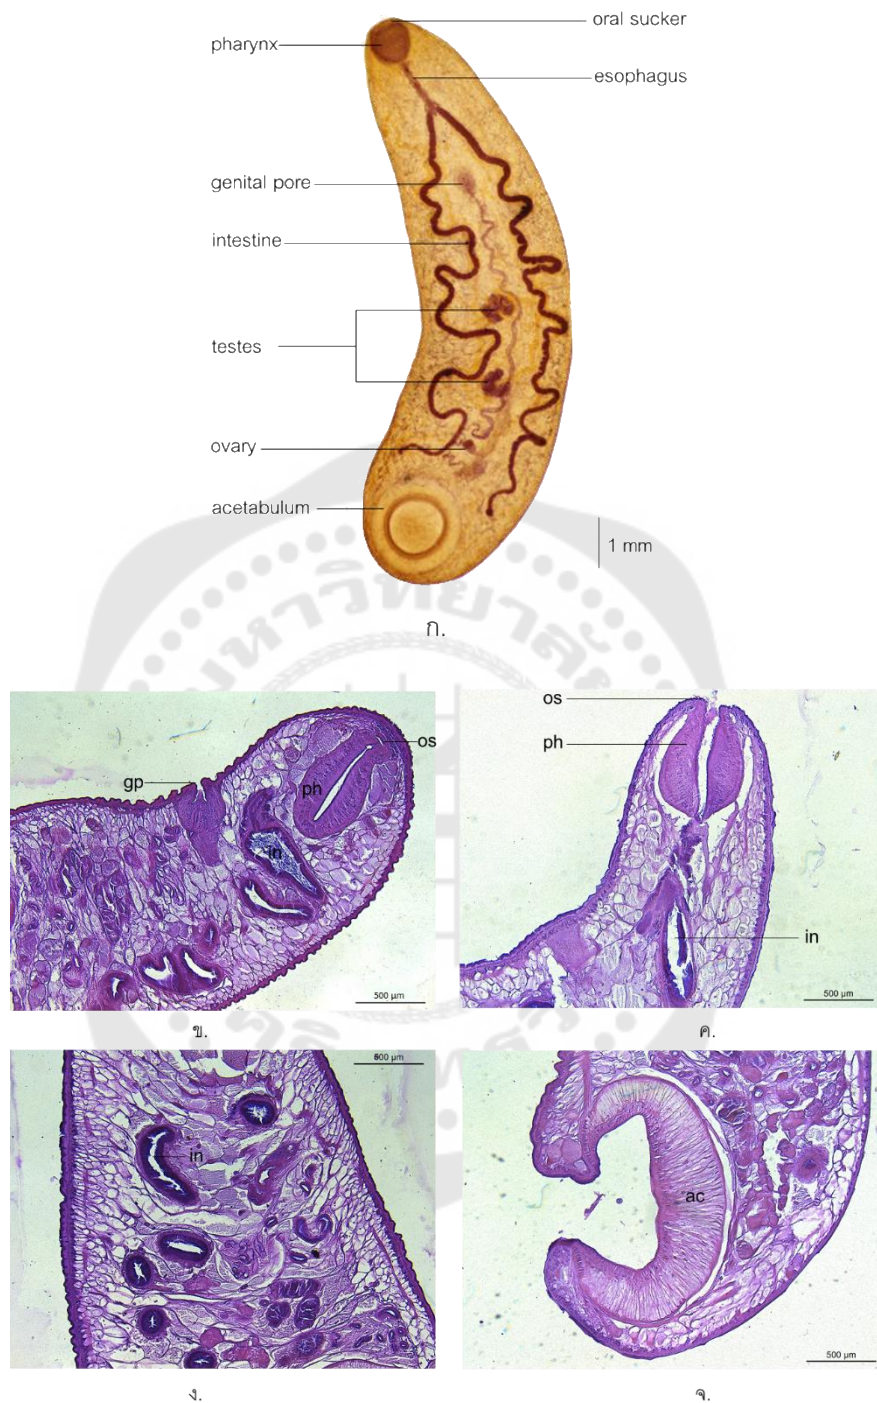 oral sucker
pharynx
esophagus
genital pore
intestine
testes
ovary
acetabulum
1 mm
ก.
os
gp
ph
in
500 µm
ข.
os
ph
in
500 µm
ค.
in
500 µm
ง.
ac
500 µm
จ.